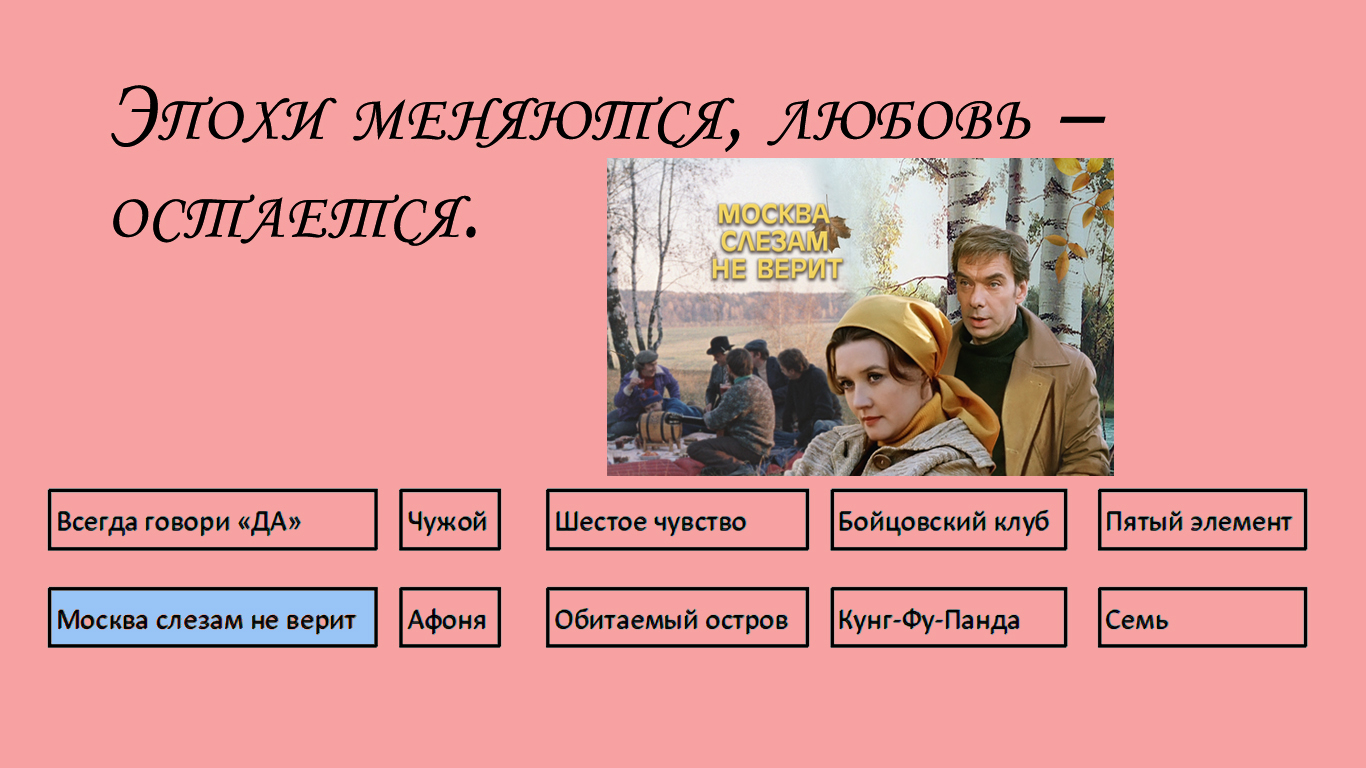 Эпохи меняются, любовь –
остается.
МОСКВА
СЛЕЗАМ
НЕ ВЕРИТ
Всегда говори «ДА»
Чужой
Шестое чувство
Бойцовский клуб
Пятый элемент
Москва слезам не верит
Афоня
Обитаемый остров
Кунг-Фу-Панда
Семь